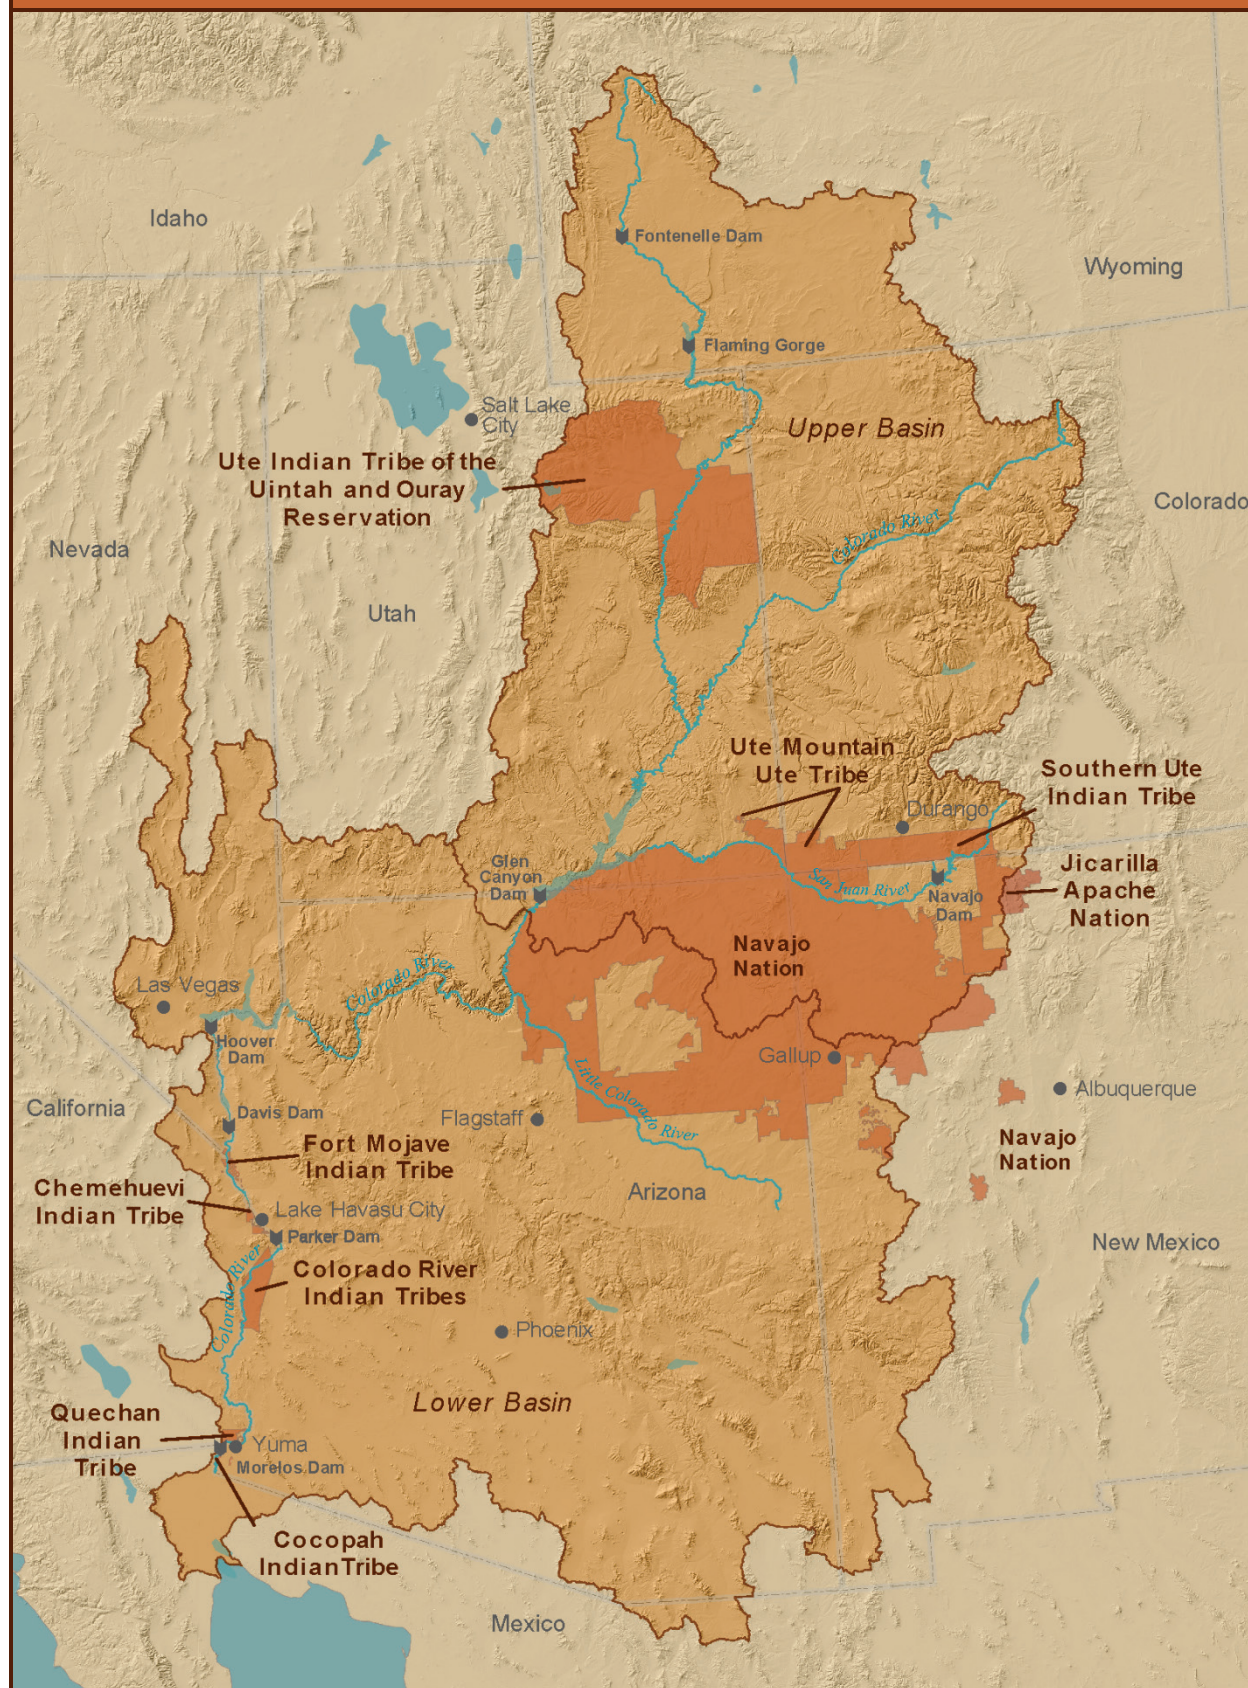 Idaho
Fontenelle Dam
Wyoming
Flaming Gorge
Salt Lake
City
Upper Basin
Ute Indian Tribe of the
Uintah and Ouray
Reservation
Colorado
Colorado River
Nevada
Utah
Ute Mountain
Ute Tribe
Southern Ute
Indian Tribe
Durango
Glen
Canyon
Dam
San Juan River
Navajo
Dam
Jicarilla
Apache
Nation
Navajo
Nation
Las Vegas
Colorado River
Hoover
Dam
Gallup
Little Colorado River
Albuquerque
California
Davis Dam
Flagstaff
Fort Mojave
Indian Tribe
Navajo
Nation
Chemehuevi
Indian Tribe
Lake Havasu City
Arizona
Parker Dam
New Mexico
Colorado River
Colorado River
Indian Tribes
Phoenix
Lower Basin
Quechan
Indian
Tribe
Yuma
Morelos Dam
Cocopah
Indian Tribe
Mexico